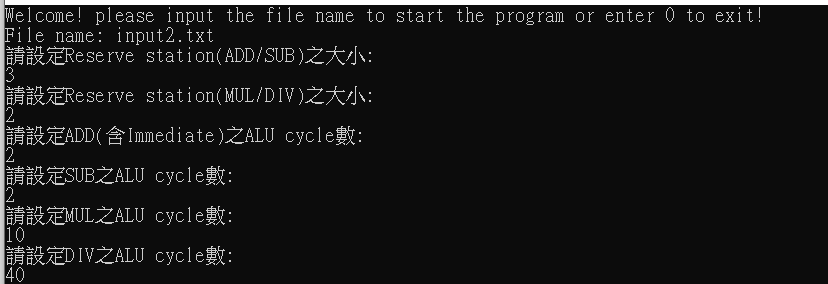 Welcome! please input the file name to start the program or enter 0 to exit!
File name: input2.txt
請設定Reserve station(ADD/SUB)之大小:
3
請設定Reserve station(MUL/DIV)之大小:
2
請設定ADD(含Immediate)之ALU cycle數:
2
請設定SUB之ALU cycle數:
2
請設定MUL之ALU cycle數:
10
請設定DIV之ALU cycle數:
40